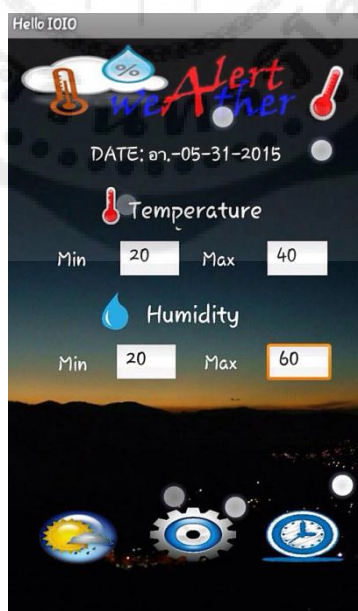 Hello IOIO
%
Alert
weAther
DATE: อา.-05-31-2015
Temperature
Min 20 Max 40
Humidity
Min 20 Max 60